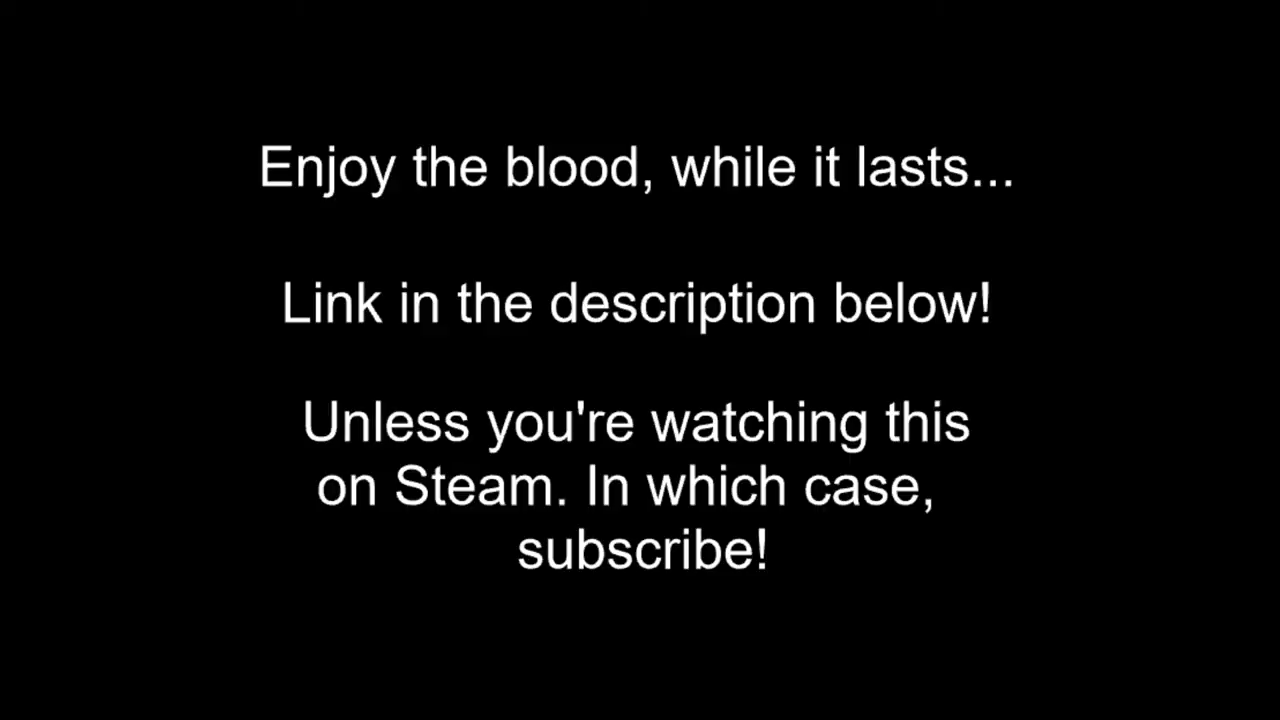 Enjoy the blood, while it lasts...
Link in the description below!
Unless you're watching this
on Steam. In which case,
subscribe!